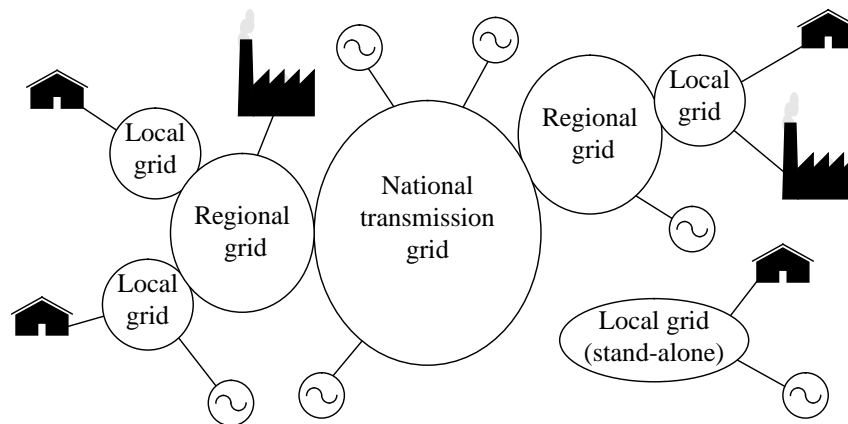 Local
grid
Regional
grid
Local
grid
National
transmission
grid
Regional
grid
Local
grid
Local grid
(stand-alone)